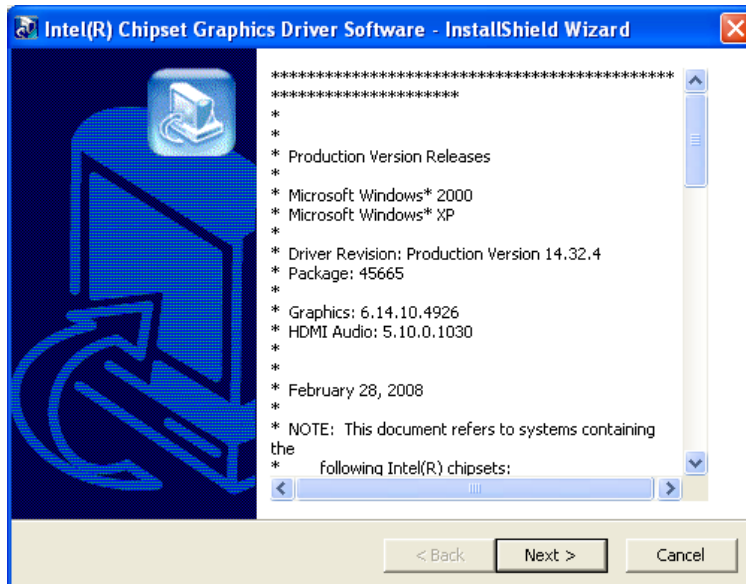 Intel(R) Chipset Graphics Driver Software - InstallShield Wizard
*********************************************
*********************
*
*
* Production Version Releases
*
* Microsoft Windows* 2000
* Microsoft Windows* XP
*
* Driver Revision: Production Version 14.32.4
* Package: 45665
*
* Graphics: 6.14.10.4926
* HDMI Audio: 5.10.0.1030
*
*
* February 28, 2008
*
* NOTE:  This document refers to systems containing
the
*       following Intel(R) chipsets:
< Back
Next >
Cancel